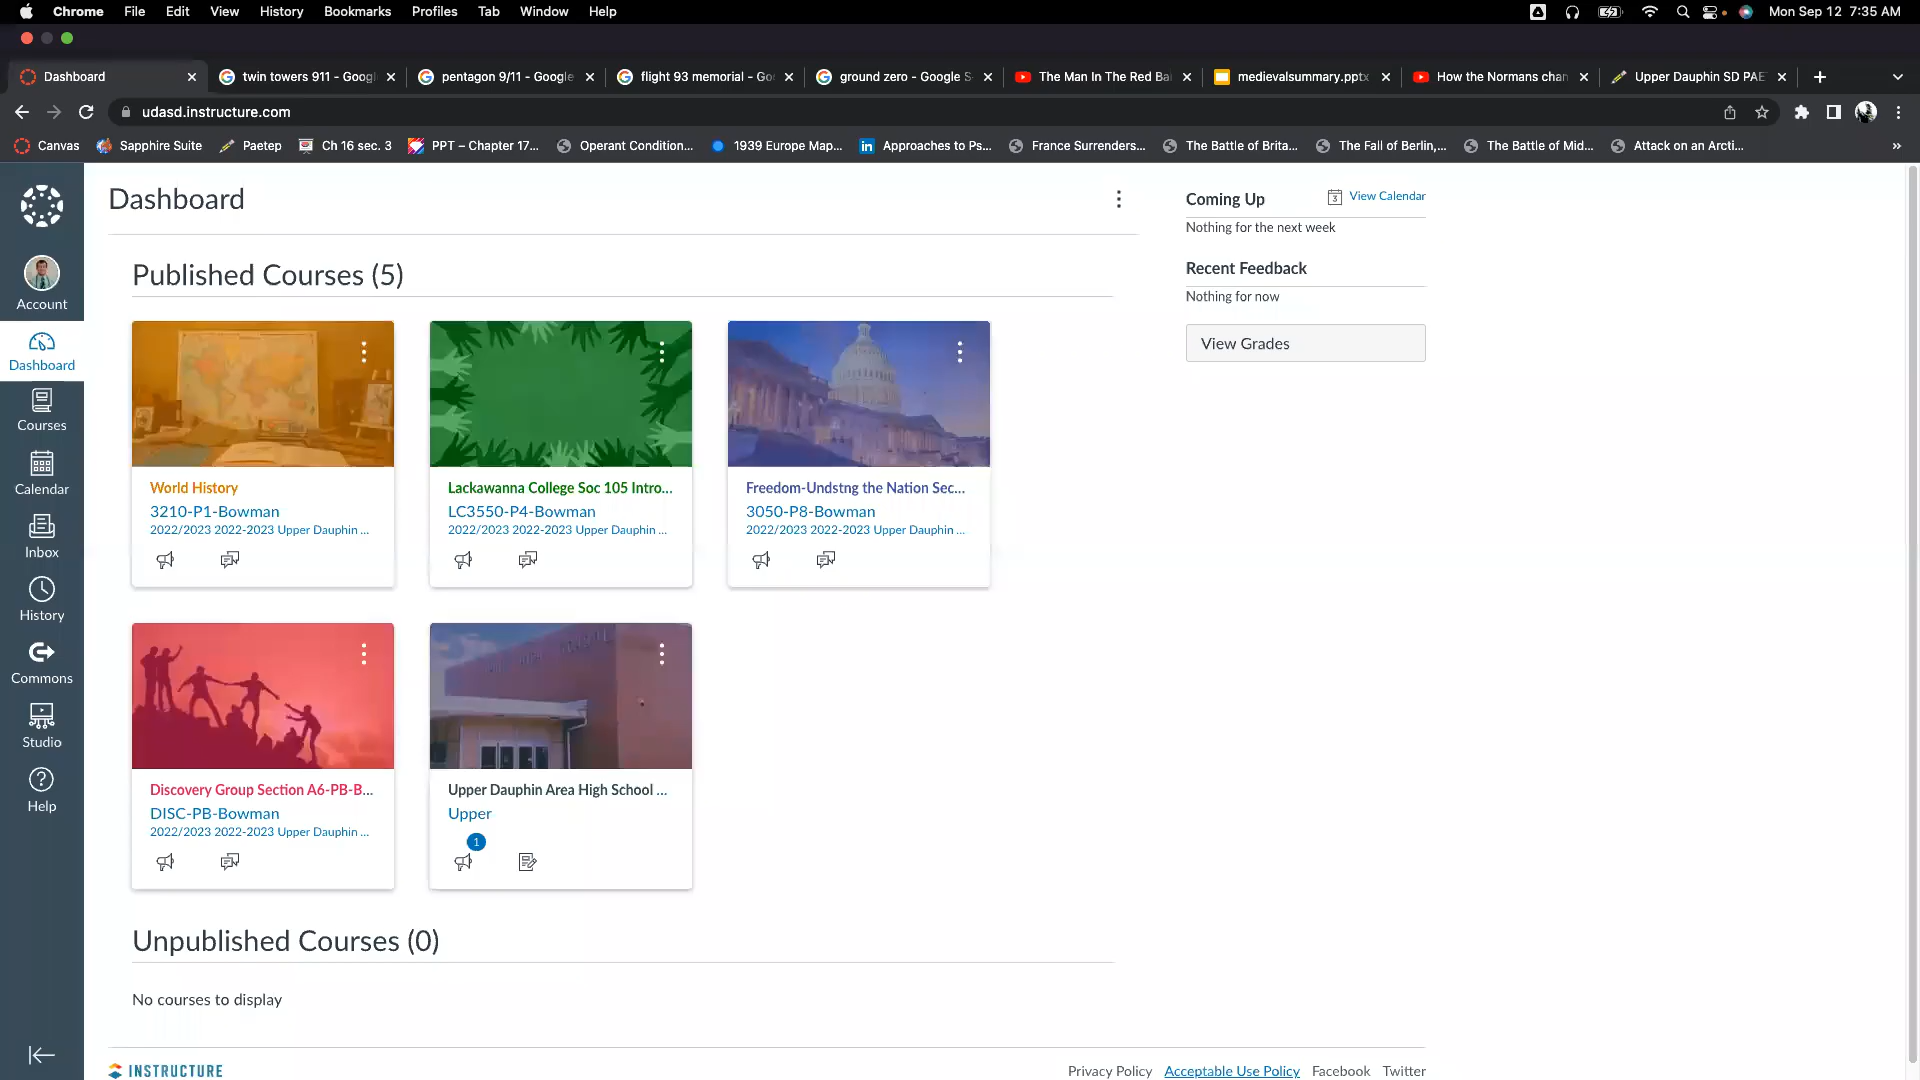 Chrome File Edit View History Bookmarks Profiles Tab Window Help Mon Sep 12 7:35 AM
Dashboard twin towers 911 - Googl pentagon 9/11 - Google flight 93 memorial - Go ground zero - Google S The Man In The Red Ba medievalsummary.pptx How the Normans chan Upper Dauphin SD PAE
udasd.instructure.com
Canvas Sapphire Suite Paetep Ch 16 sec. 3 PPT – Chapter 17... Operant Condition... 1939 Europe Map... Approaches to Ps... France Surrenders... The Battle of Brita... The Fall of Berlin,... The Battle of Mid... Attack on an Arcti... »
Account
Dashboard
Courses
Calendar
Inbox
History
Commons
Studio
Help
Dashboard
Published Courses (5)
World History
3210-P1-Bowman
2022/2023 2022-2023 Upper Dauphin ...
Lackawanna College Soc 105 Intro...
LC3550-P4-Bowman
2022/2023 2022-2023 Upper Dauphin ...
Freedom-Undstng the Nation Sec...
3050-P8-Bowman
2022/2023 2022-2023 Upper Dauphin ...
Discovery Group Section A6-PB-B...
DISC-PB-Bowman
2022/2023 2022-2023 Upper Dauphin ...
Upper Dauphin Area High School ...
Upper
1
Unpublished Courses (0)
No courses to display
Coming Up
3 View Calendar
Nothing for the next week
Recent Feedback
Nothing for now
View Grades
INSTRUCTURE
Privacy Policy Acceptable Use Policy Facebook Twitter